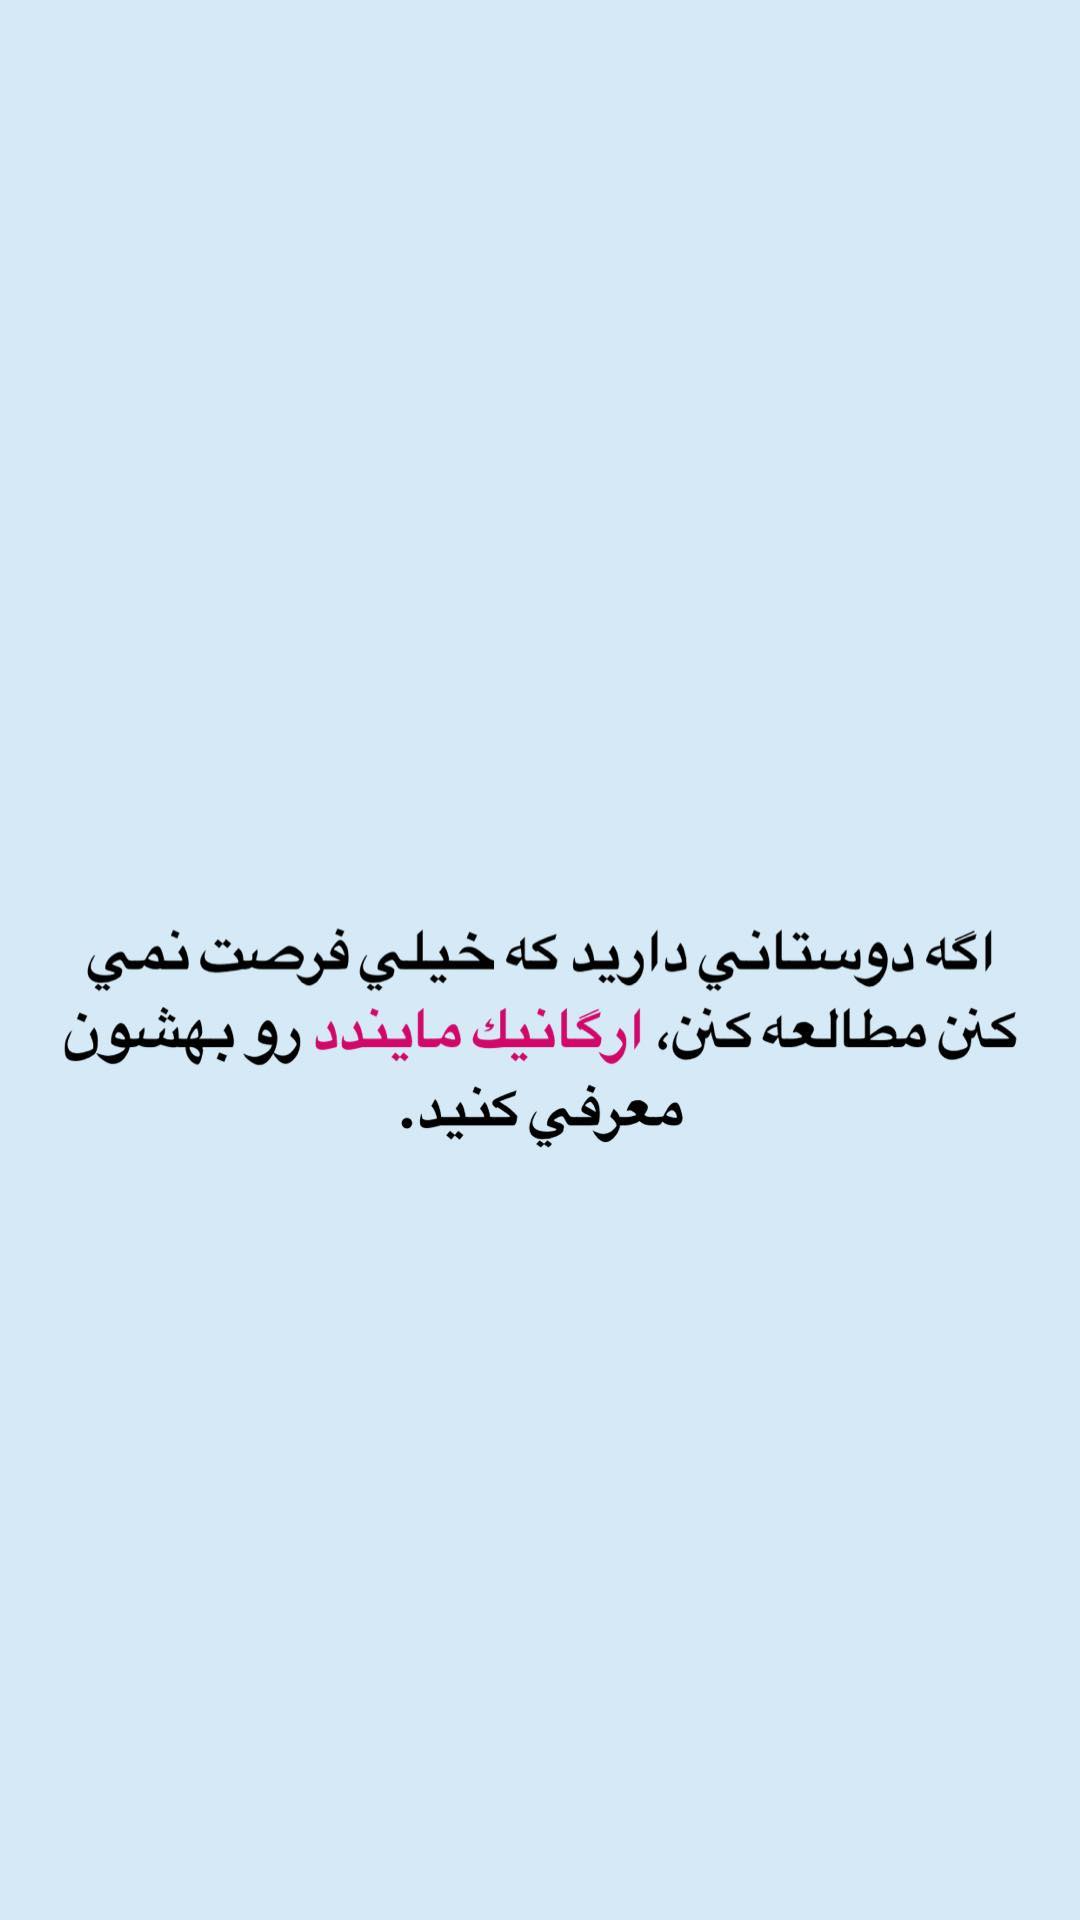 اگه دوستاني داريد كه خيلي فرصت نمي
كنن مطالعه كنن، ارگانيك مايندد رو بهشون
معرفي كنيد.